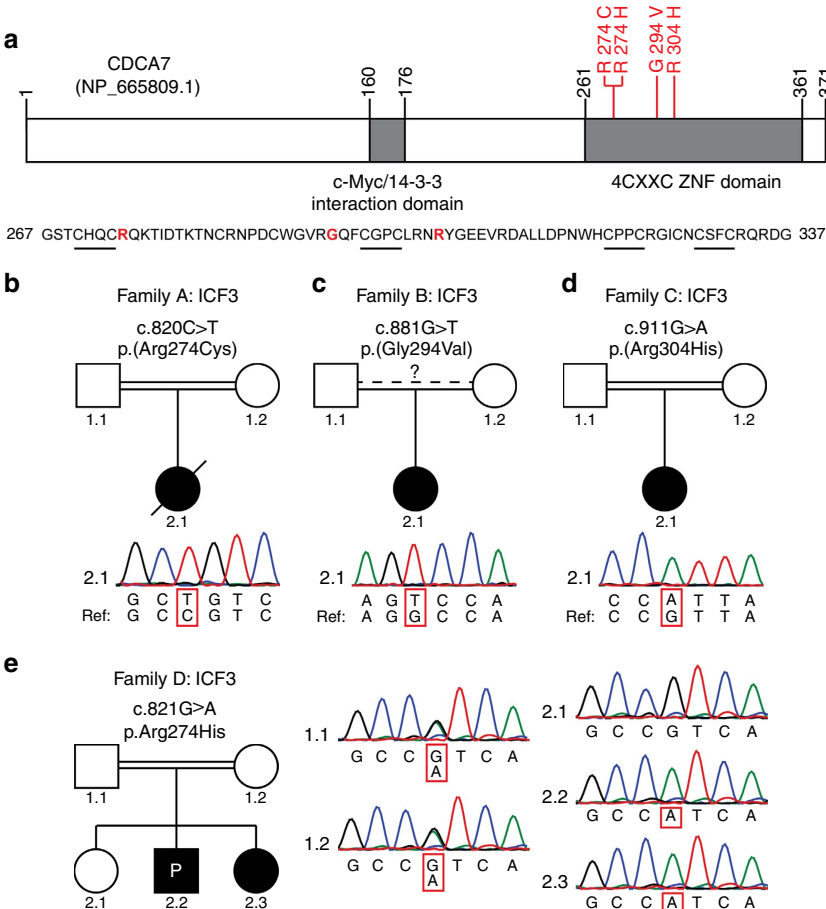 a
CDCA7
(NP_665809.1)
1
160
176
261
R 274 C
R 274 H
G 294 V
R 304 H
361
371
c-Myc/14-3-3
interaction domain
4CXXC ZNF domain
267 GSTCHQCRQKTIDTKTNCRNPDCWGVRGQFCGPCLRNRYGEEVRDALLDPNWHCPPCRGICNCSFCRQRDG 337
b
Family A: ICF3
c.820C>T
p.(Arg274Cys)
1.1
1.2
2.1
2.1
G C T G T C
Ref: G C C G T C
c
Family B: ICF3
c.881G>T
p.(Gly294Val)
?
1.1
1.2
2.1
2.1
A G T C C A
Ref: A G G C C A
d
Family C: ICF3
c.911G>A
p.(Arg304His)
1.1
1.2
2.1
2.1
C C A T T A
Ref: C C G T T A
e
Family D: ICF3
c.821G>A
p.Arg274His
1.1
1.2
P
2.1
2.2
2.3
1.1
G C C G T C A
A
1.2
G C C G T C A
A
2.1
G C C G T C A
2.2
G C C A T C A
2.3
G C C A T C A